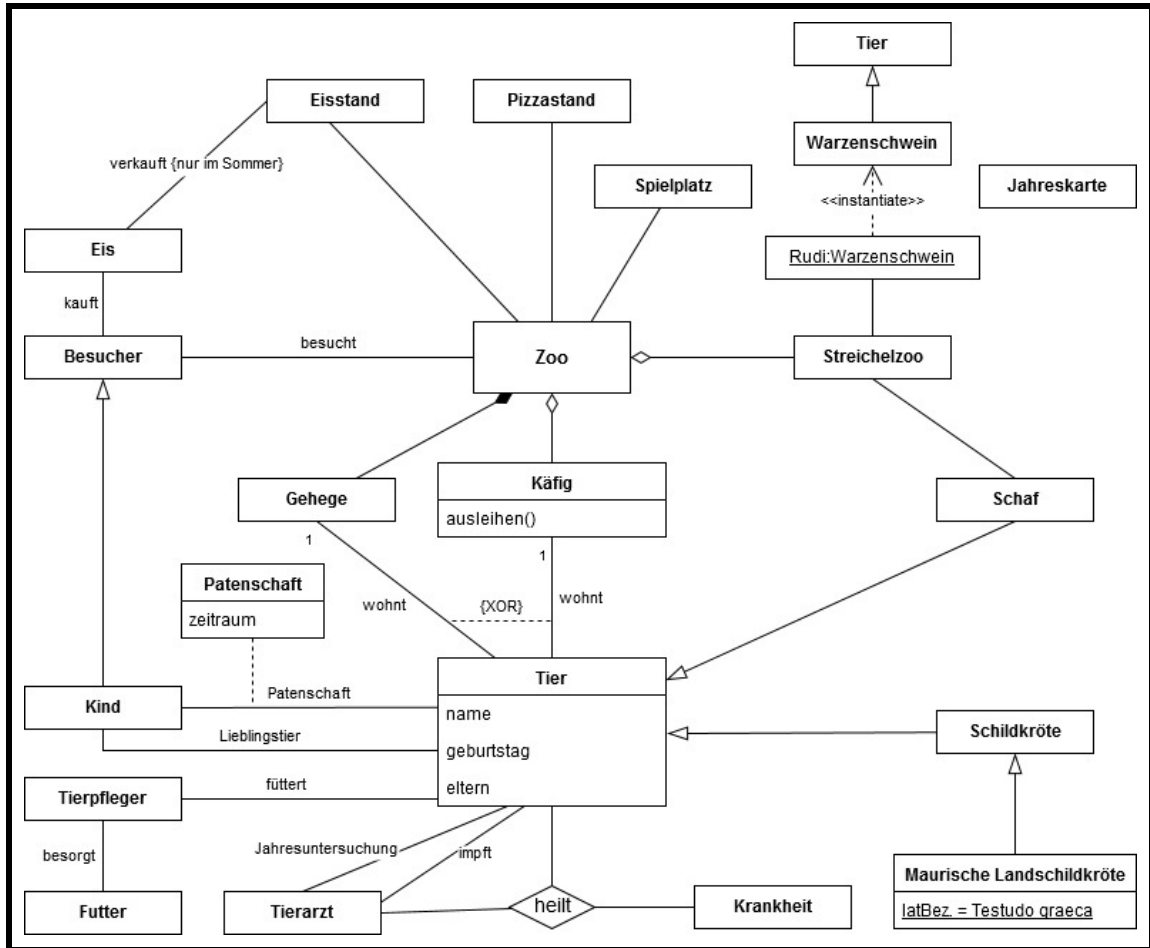 Tier
Eisstand
Pizzastand
Warzenschwein
verkauft {nur im Sommer}
Spielplatz
Jahreskarte
<<instantiate>>
Eis
Rudi:Warzenschwein
kauft
Besucher
besucht
Zoo
Streichelzoo
Gehege
Käfig
ausleihen()
Schaf
1
1
Patenschaft
zeitraum
wohnt
{XOR}
wohnt
Tier
name
geburtstag
eltern
Kind
Patenschaft
Lieblingstier
Schildkröte
Tierpfleger
füttert
besorgt
Jahresuntersuchung
impft
Maurische Landschildkröte
latBez. = Testudo graeca
Futter
Tierarzt
heilt
Krankheit